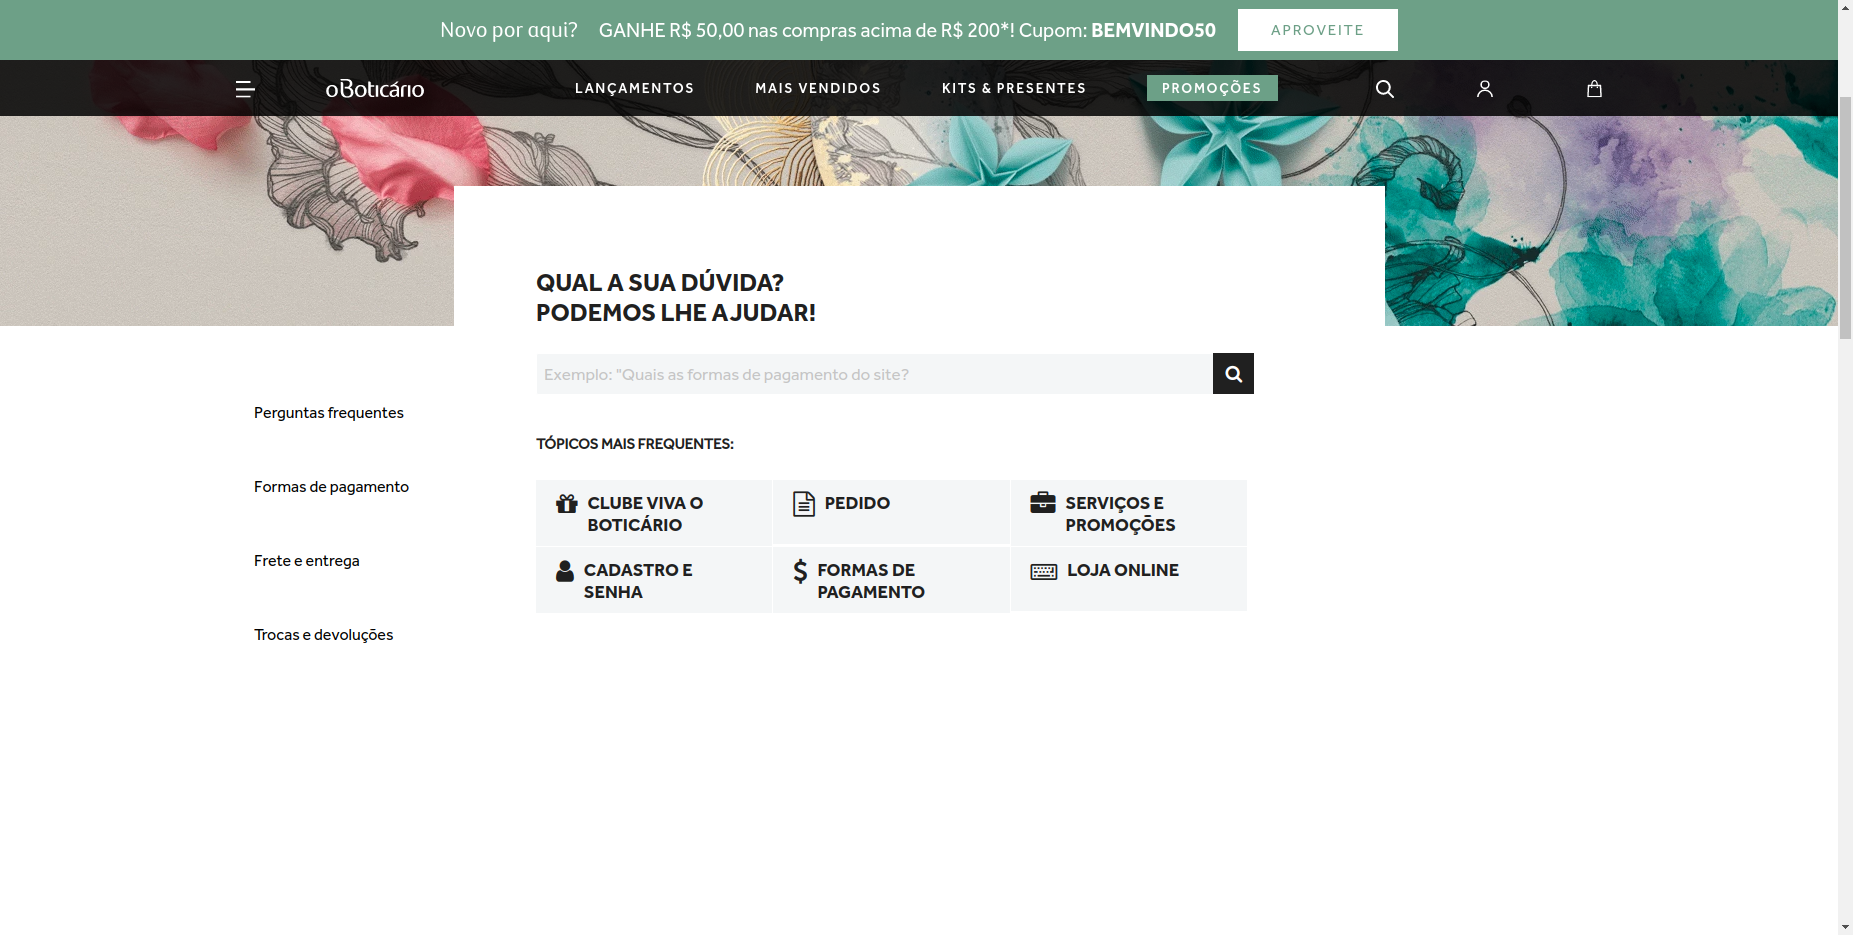 Novo por aqui? GANHE R$ 50,00 nas compras acima de R$ 200*! Cupom: BEMVINDO50 APROVEITE
oBoticário LANÇAMENTOS MAIS VENDIDOS KITS & PRESENTES PROMOÇÕES
QUAL A SUA DÚVIDA?
PODEMOS LHE AJUDAR!
Exemplo: "Quais as formas de pagamento do site?
Perguntas frequentes
Formas de pagamento
Frete e entrega
Trocas e devoluções
TÓPICOS MAIS FREQUENTES:
CLUBE VIVA O
BOTICÁRIO
PEDIDO
SERVIÇOS E
PROMOÇÕES
CADASTRO E
SENHA
FORMAS DE
PAGAMENTO
LOJA ONLINE